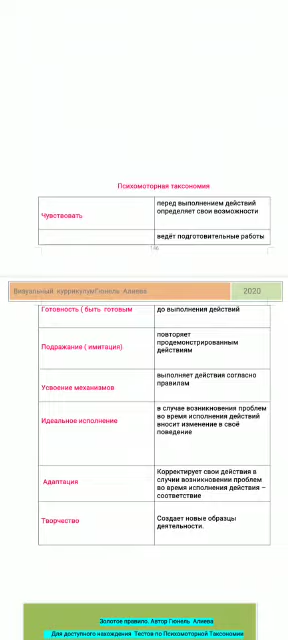 Психомоторная таксономия
Чувствовать
перед выполнением действий
определяет свои возможности
ведёт подготовительные работы
146
Визуальный куррикулумГюнель Алиева
2020
Готовность ( быть готовым
до выполнения действий
Подражание ( имитация)
повторяет
продемонстрированным
действиям
Усвоение механизмов
выполняет действия согласно
правилам
Идеальное исполнение
в случае возникновения проблем
во время исполнения действий
вносит изменение в своё
поведение
Адаптация
Корректирует свои действия в
случии возникновении проблем
во время исполнения действия –
соответствие
Творчество
Создает новые образцы
деятельности.
Золотое правило. Автор Гюнель Алиева
Для доступного нахождения Тестов по Психомоторной Таксономии